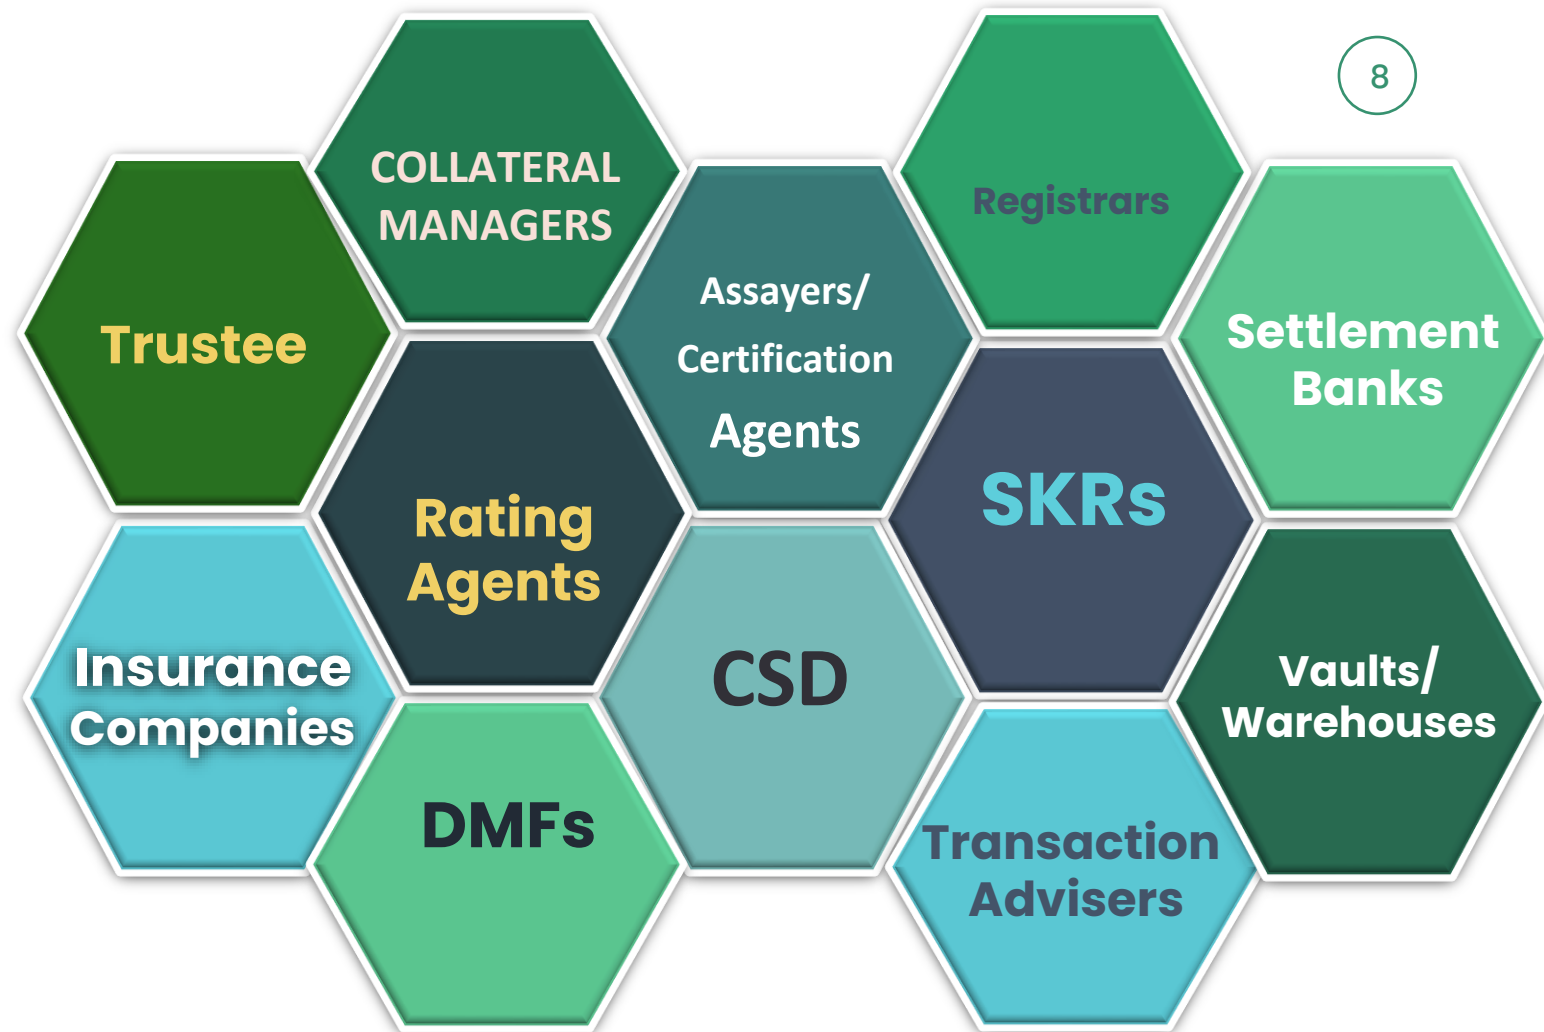 8
COLLATERAL
MANAGERS
Registrars
Trustee
Assayers/
Certification
Agents
Settlement
Banks
Rating
Agents
SKRs
Insurance
Companies
CSD
Vaults/
Warehouses
DMFs
Transaction
Advisers